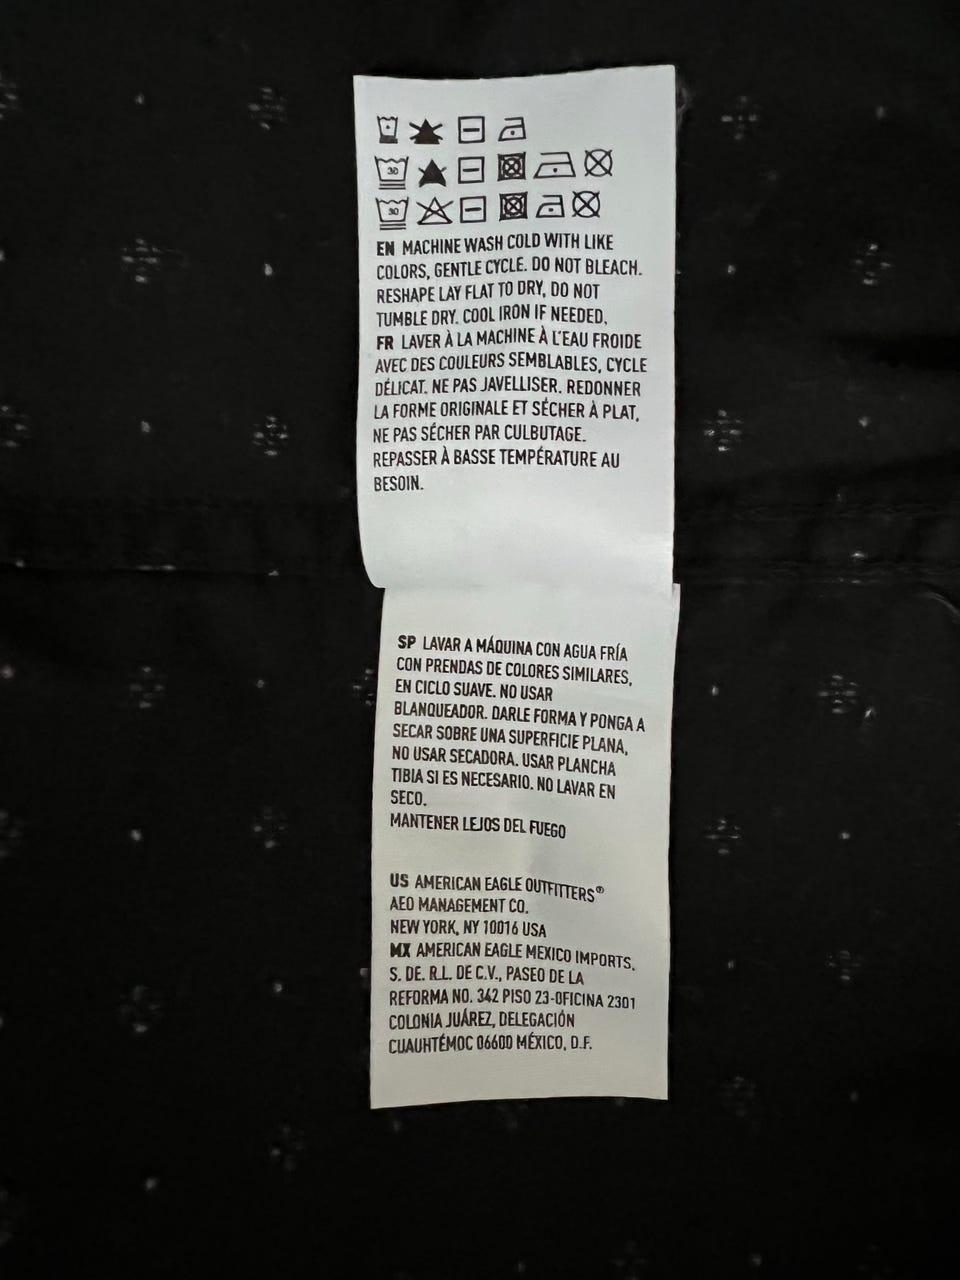 30
30
EN MACHINE WASH COLD WITH LIKE
COLORS, GENTLE CYCLE. DO NOT BLEACH.
RESHAPE LAY FLAT TO DRY, DO NOT
TUMBLE DRY. COOL IRON IF NEEDED,
FR LAVER À LA MACHINE À L'EAU FROIDE
AVEC DES COULEURS SEMBLABLES, CYCLE
DÉLICAT. NE PAS JAVELLISER. REDONNER
LA FORME ORIGINALE ET SÉCHER À PLAT,
NE PAS SÉCHER PAR CULBUTAGE.
REPASSER À BASSE TEMPÉRATURE AU
BESOIN.
SP LAVAR A MÁQUINA CON AGUA FRÍA
CON PRENDAS DE COLORES SIMILARES,
EN CICLO SUAVE. NO USAR
BLANQUEADOR. DARLE FORMA Y PONGA A
SECAR SOBRE UNA SUPERFICIE PLANA,
NO USAR SECADORA. USAR PLANCHA
TIBIA SI ES NECESARIO. NO LAVAR EN
SECO.
MANTENER LEJOS DEL FUEGO
US AMERICAN EAGLE OUTFITTERS®
AEO MANAGEMENT CO.
NEW YORK, NY 10016 USA
MX AMERICAN EAGLE MEXICO IMPORTS,
S. DE. R.L. DE C.V., PASEO DE LA
REFORMA NO. 342 PISO 23-OFICINA 2301
COLONIA JUÁREZ, DELEGACIÓN
CUAUHTÉMOC 06600 MÉXICO, D.F.